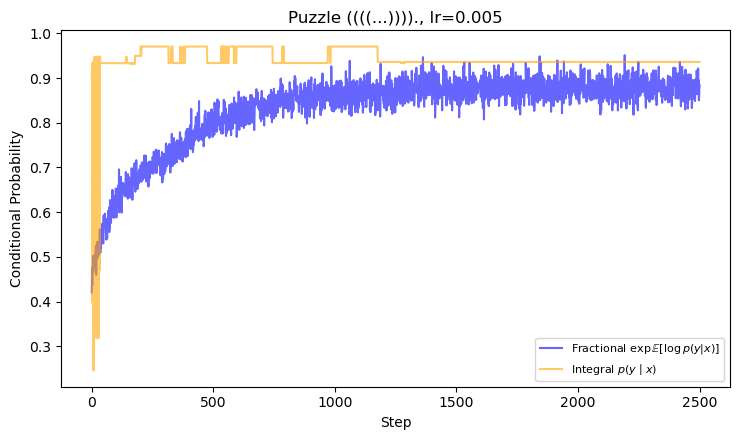 Puzzle ((((...))))., lr=0.005
1.0
0.9
0.8
0.7
0.6
0.5
0.4
0.3
Conditional Probability
0
500
1000
1500
2000
2500
Step
Fractional exp𝔼[log p(y|x)]
Integral p(y | x)